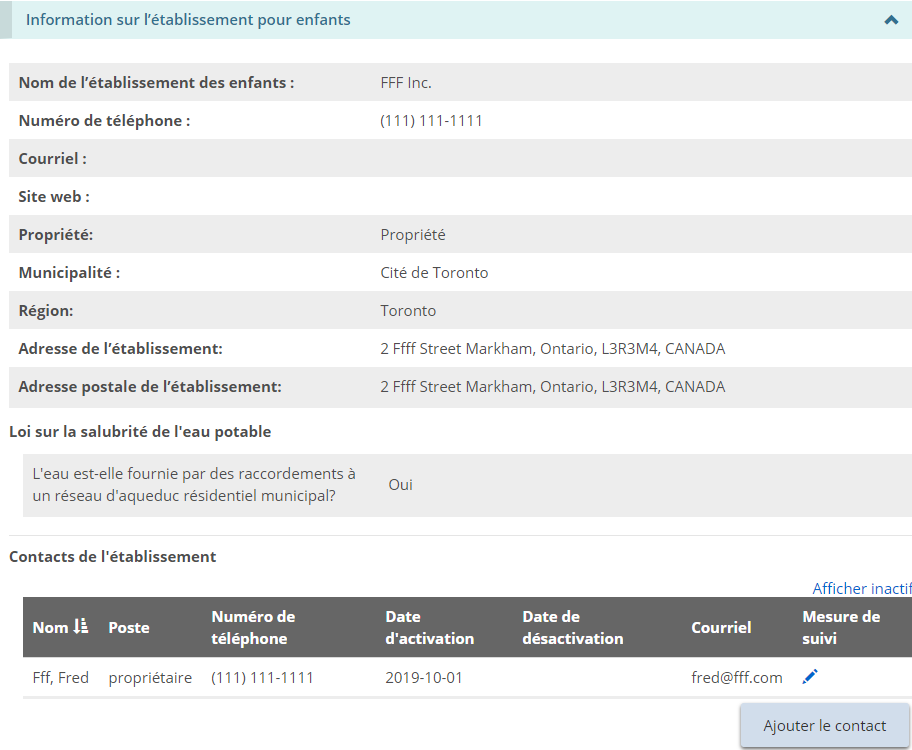 Information sur l’établissement pour enfants
Nom de l’établissement des enfants : FFF Inc.
Numéro de téléphone : (111) 111-1111
Courriel :
Site web :
Propriété: Propriété
Municipalité : Cité de Toronto
Région: Toronto
Adresse de l’établissement: 2 Ffff Street Markham, Ontario, L3R3M4, CANADA
Adresse postale de l’établissement: 2 Ffff Street Markham, Ontario, L3R3M4, CANADA
Loi sur la salubrité de l'eau potable
L'eau est-elle fournie par des raccordements à
un réseau d'aqueduc résidentiel municipal?
Oui
Contacts de l'établissement
Afficher inactif
Nom Poste Numéro de téléphone Date d'activation Date de désactivation Courriel Mesure de suivi
Fff, Fred propriétaire (111) 111-1111 2019-10-01 fred@fff.com
Ajouter le contact